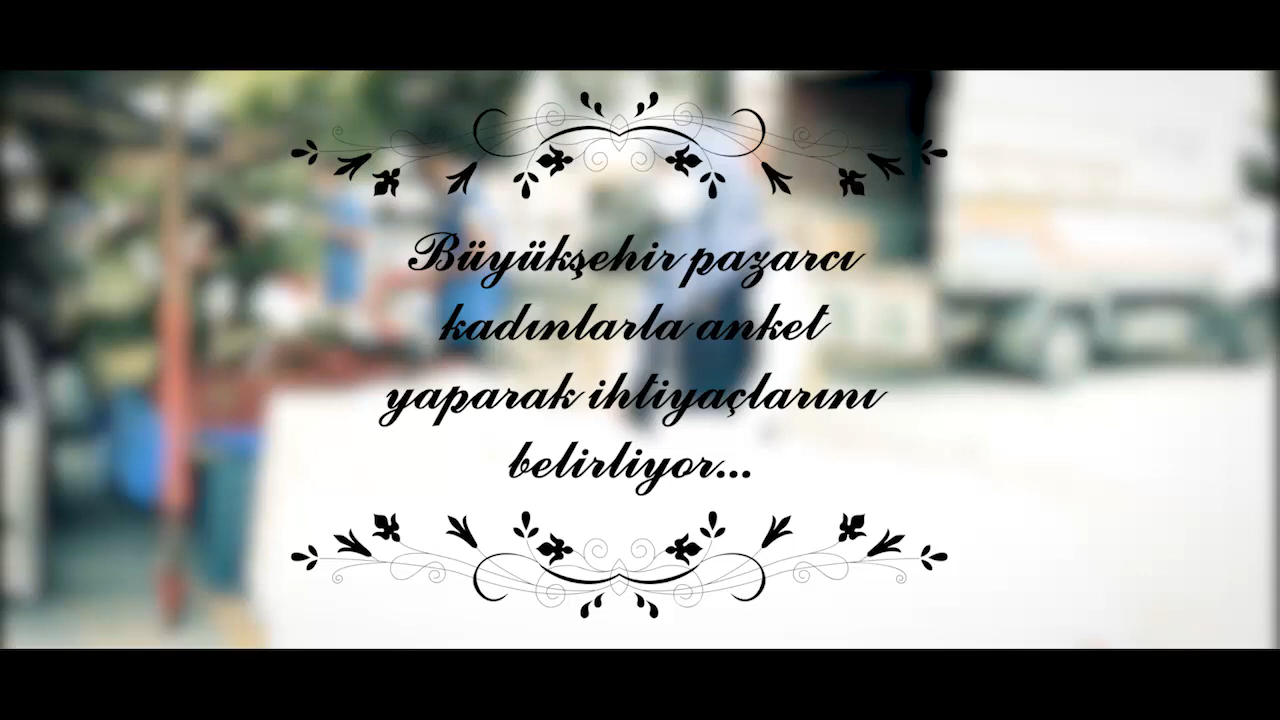 Büyükşehir pazarcı
kadınlarla anket
yaparak ihtiyaçlarını
belirliyor...